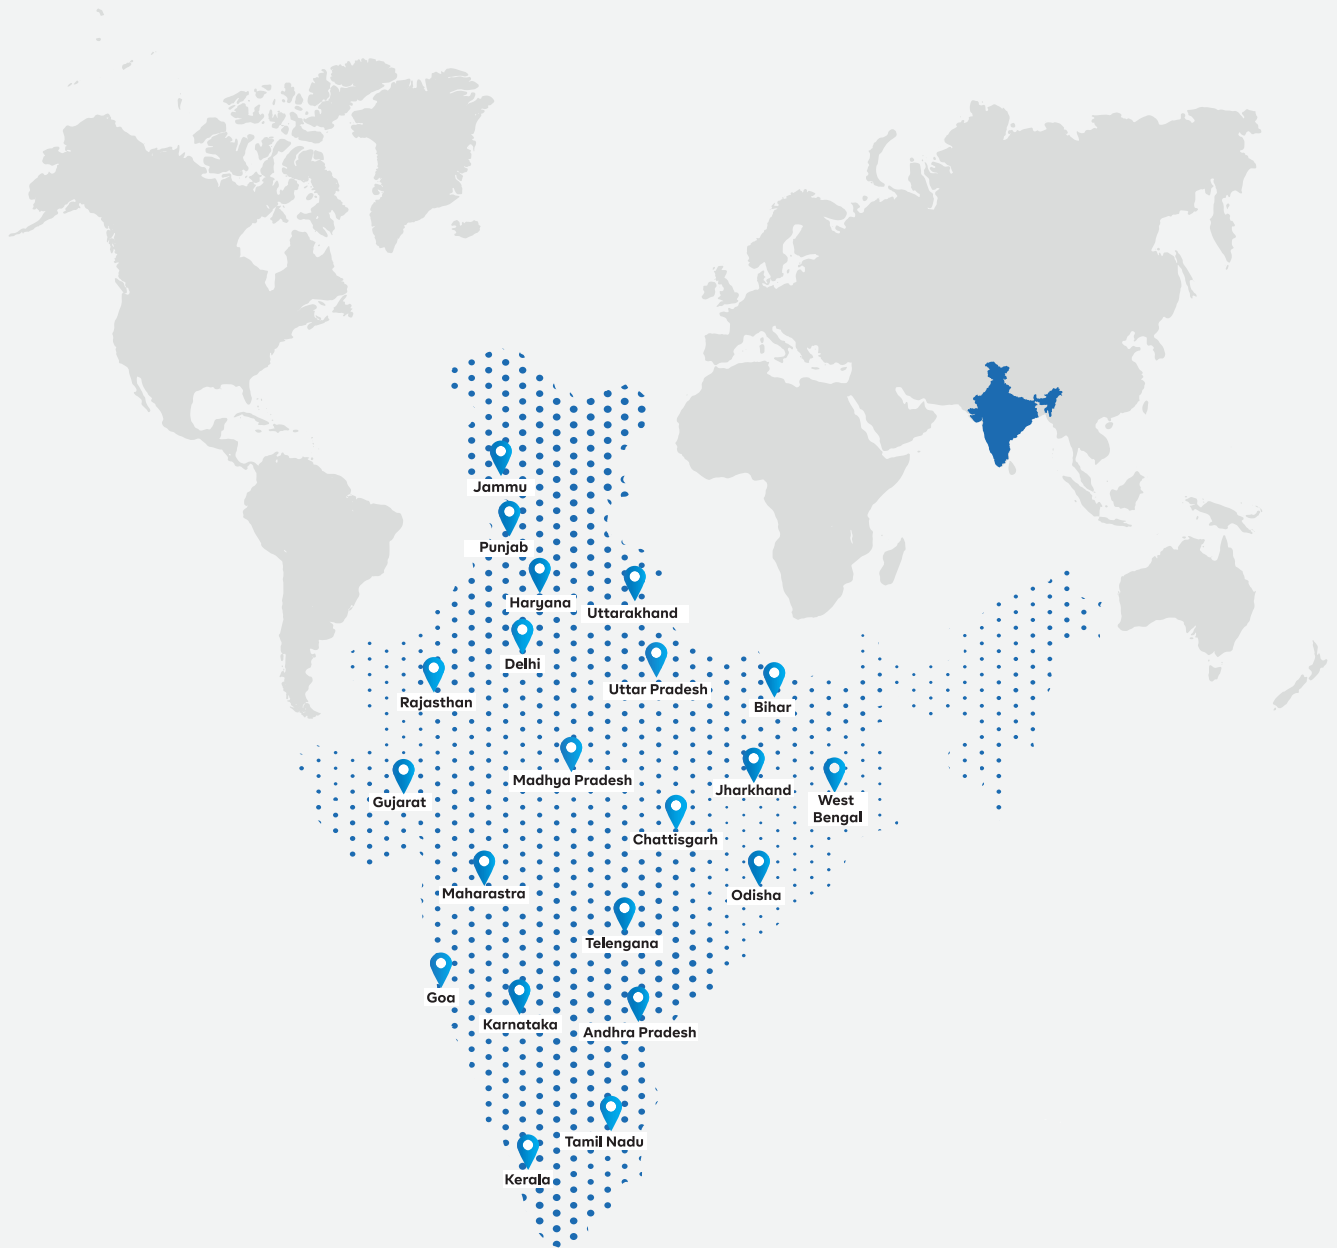 Jammu
Punjab
Haryana
Uttarakhand
Delhi
Uttar Pradesh
Rajasthan
Bihar
Madhya Pradesh
Jharkhand
Gujarat
West
Bengal
Chattisgarh
Maharastra
Odisha
Telengana
Goa
Karnataka
Andhra Pradesh
Tamil Nadu
Kerala